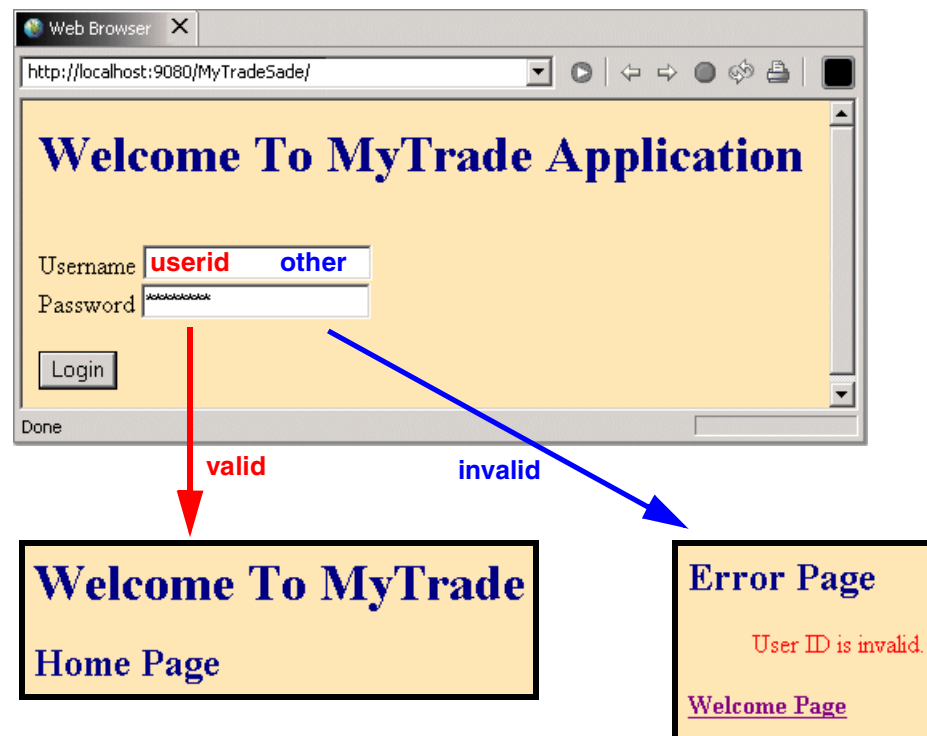 Web Browser
http://localhost:9080/MyTradeSade/
Welcome To MyTrade Application
Username userid other
Password *********
Login
Done
valid
invalid
Welcome To MyTrade
Home Page
Error Page
User ID is invalid.
Welcome Page